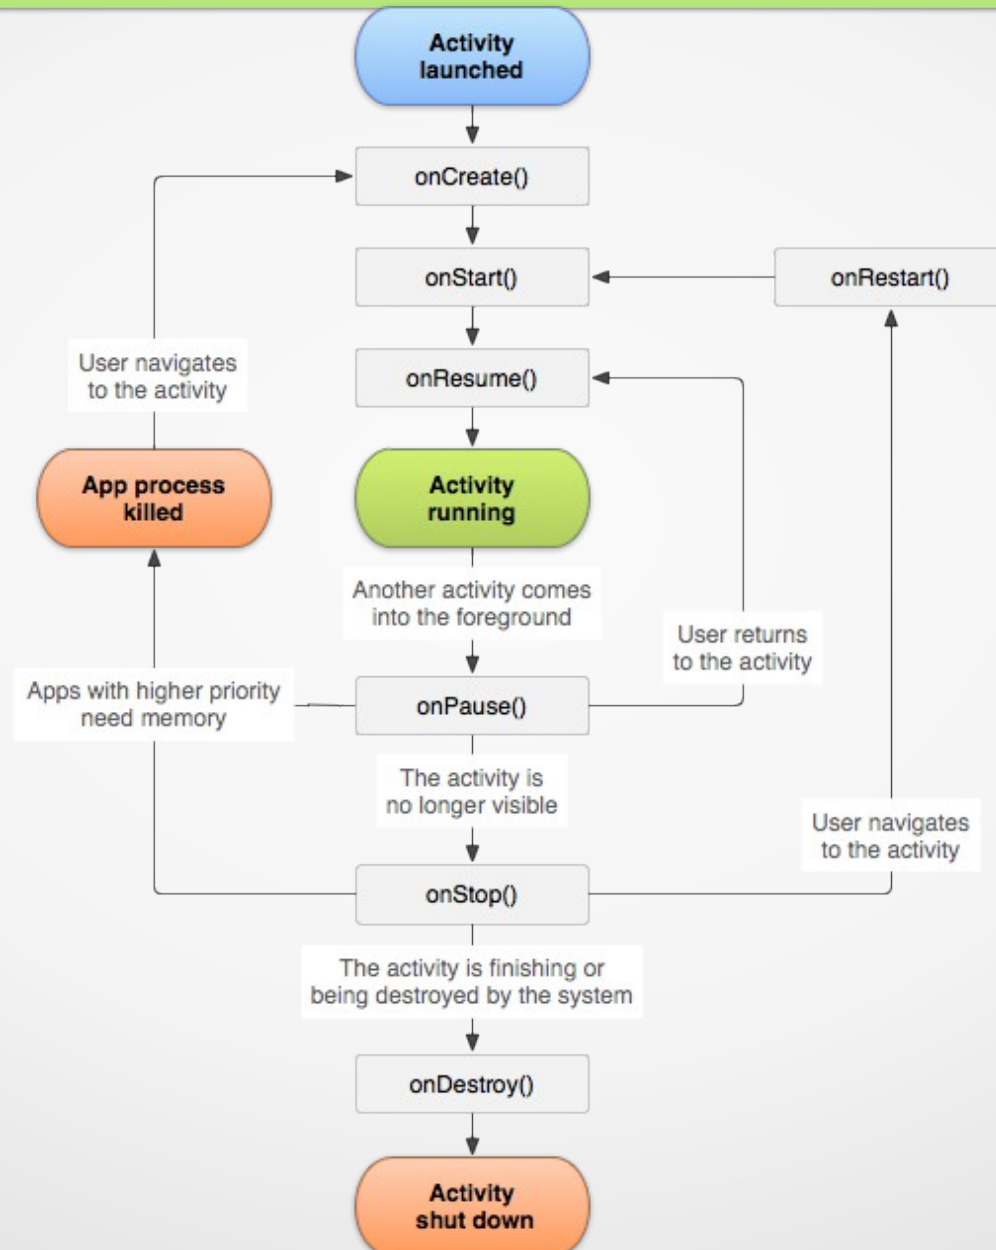 Activity
launched
onCreate()
onStart()
onRestart()
User navigates
to the activity
onResume()
App process
killed
Activity
running
Another activity comes
into the foreground
User returns
to the activity
Apps with higher priority
need memory
onPause()
The activity is
no longer visible
User navigates
to the activity
onStop()
The activity is finishing or
being destroyed by the system
onDestroy()
Activity
shut down